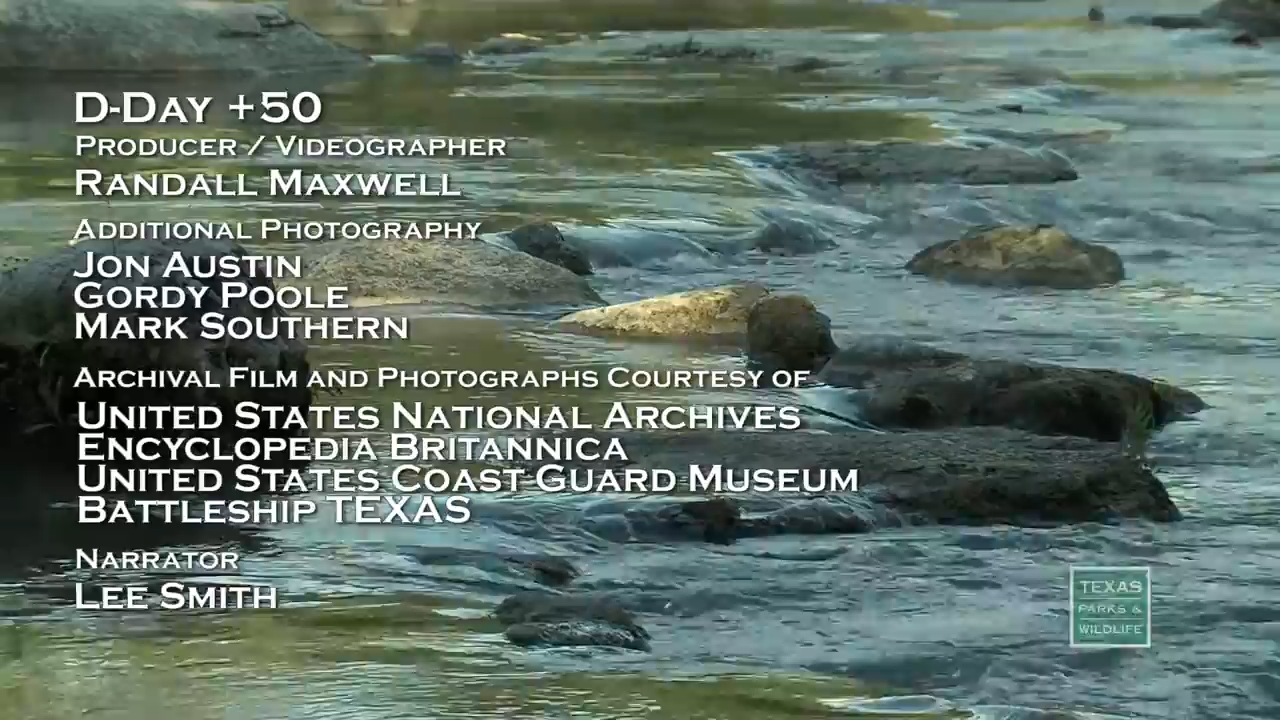 D-Day +50
Producer / Videographer
Randall Maxwell
Additional Photography
Jon Austin
Gordy Poole
Mark Southern
Archival Film and Photographs Courtesy of
United States National Archives
Encyclopedia Britannica
United States Coast Guard Museum
Battleship TEXAS
Narrator
Lee Smith
TEXAS
PARKS &
WILDLIFE